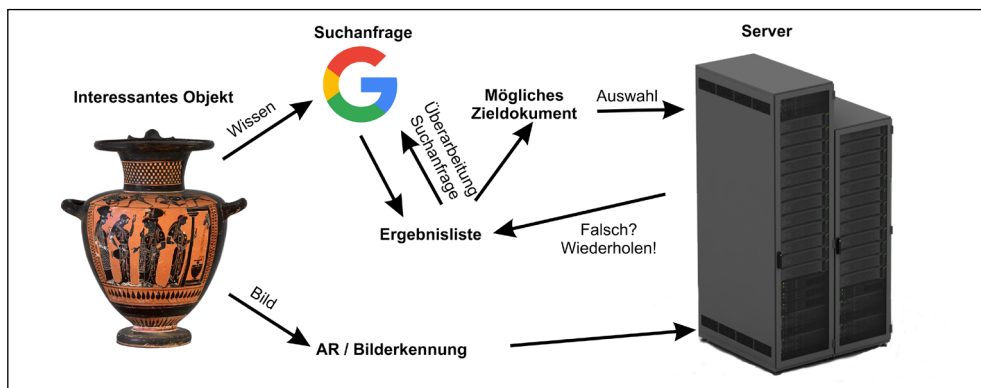 Suchanfrage
Server
Interessantes Objekt
Wissen
Überarbeitung
Suchanfrage
Mögliches
Zieldokument
Auswahl
Ergebnisliste
Falsch?
Wiederholen!
Bild
AR / Bilderkennung